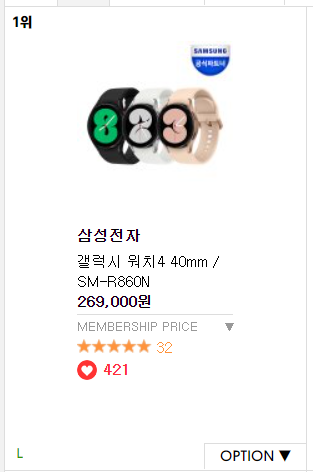 1위
SAMSUNG
공식파트너
삼성전자
갤럭시 워치4 40mm /
SM-R860N
269,000원
MEMBERSHIP PRICE ▼
★★★★★ 32
421
L
OPTION ▼